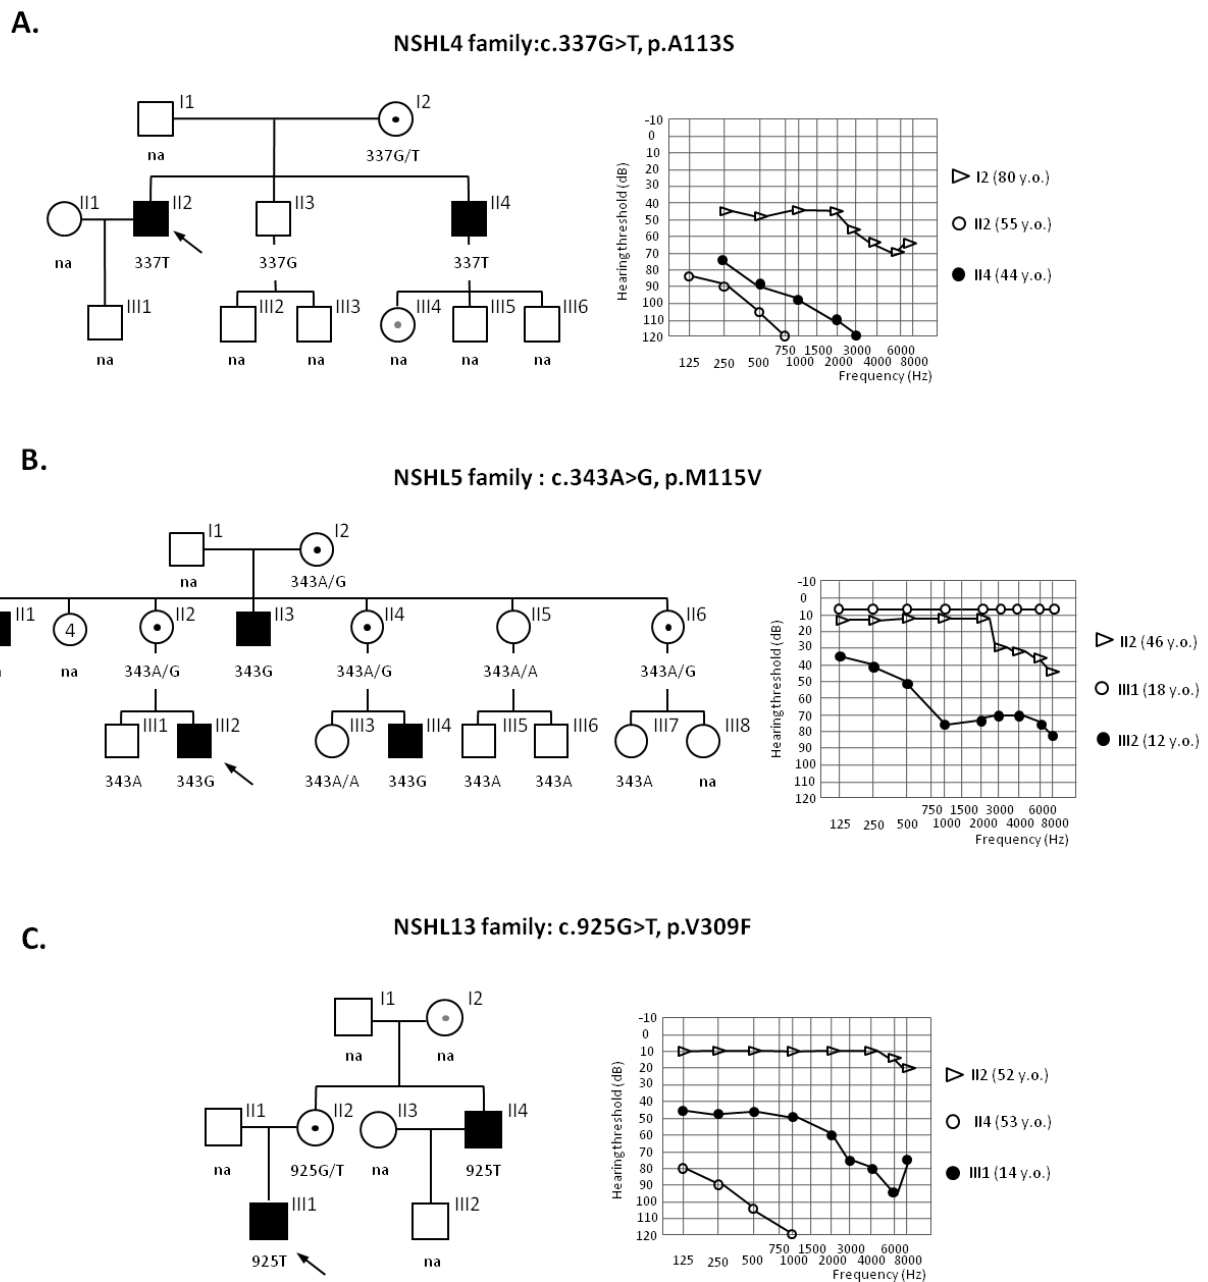 A.
NSHL4 family:c.337G>T, p.A113S
I1
I2
na
337G/T
II1
II2
II3
II4
na
337T
337G
337T
III1
III2
III3
III4
III5
III6
na
na
na
na
na
na
Hearing threshold (dB)
-10
0
10
20
30
40
50
60
70
80
90
100
110
120
750 1500 3000 6000
125 250 500 1000 2000 4000 8000
Frequency (Hz)
I2 (80 y.o.)
II2 (55 y.o.)
II4 (44 y.o.)
B.
NSHL5 family : c.343A>G, p.M115V
I1
I2
na
343A/G
II1
4
II2
II3
II4
II5
II6
na
343A/G
343G
343A/G
343A/A
343A/G
III1
III2
III3
III4
III5
III6
III7
III8
343A
343G
343A/A
343G
343A
343A
343A
na
Hearing threshold (dB)
-10
0
10
20
30
40
50
60
70
80
90
100
110
120
750 1500 3000 6000
125 250 500 1000 2000 4000 8000
Frequency (Hz)
II2 (46 y.o.)
III1 (18 y.o.)
III2 (12 y.o.)
C.
NSHL13 family: c.925G>T, p.V309F
I1
I2
na
na
II1
II2
II3
II4
na
925G/T
na
925T
III1
III2
925T
na
Hearing threshold (dB)
-10
0
10
20
30
40
50
60
70
80
90
100
110
120
750 1500 3000 6000
125 250 500 1000 2000 4000 8000
Frequency (Hz)
II2 (52 y.o.)
II4 (53 y.o.)
III1 (14 y.o.)